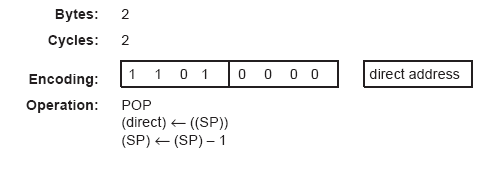 Bytes: 2
Cycles: 2
Encoding: 1 1 0 1 0 0 0 0 direct address
Operation: POP
(direct) ← ((SP))
(SP) ← (SP) – 1